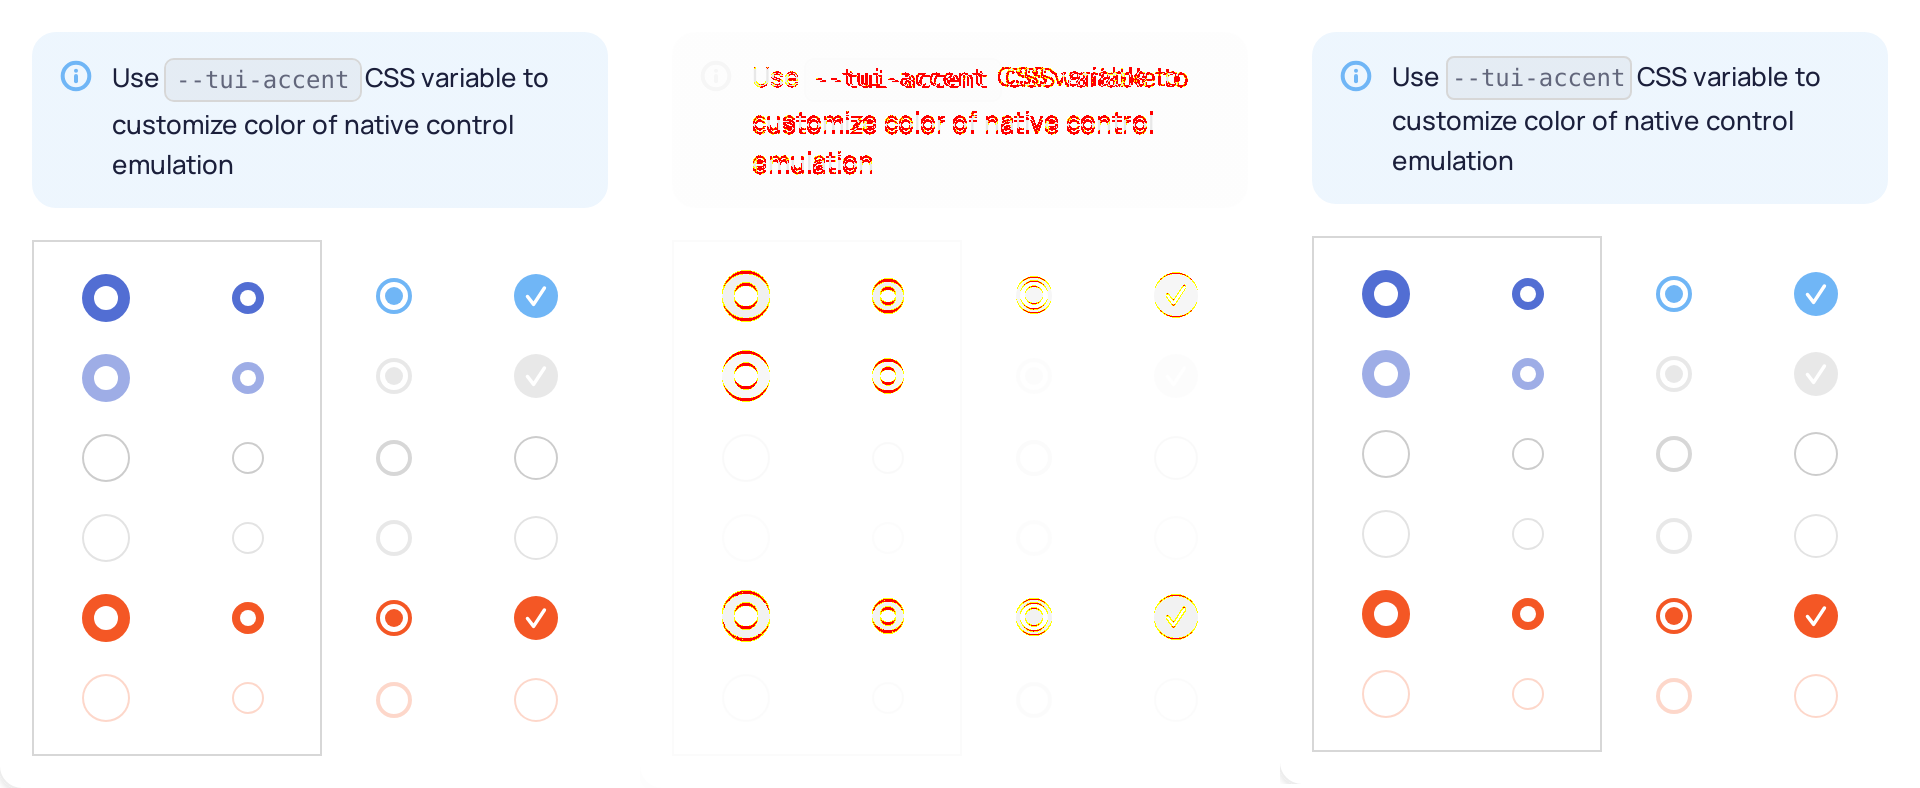 Use --tui-accent CSS variable to
customize color of native control
emulation
Use --tui-accent CSS variable to
customize color of native control
emulation
Use --tui-accent CSS variable to
customize color of native control
emulation